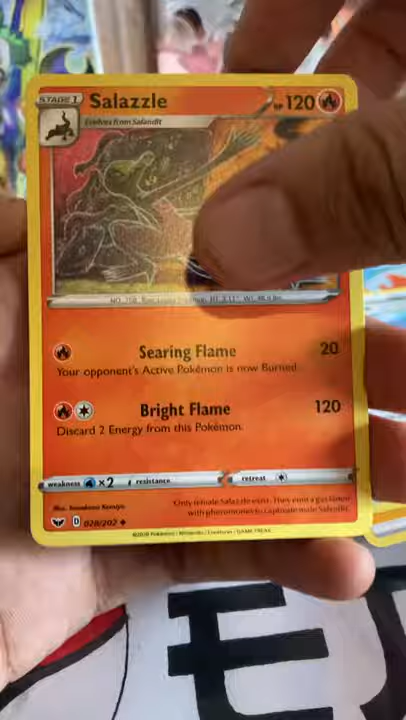 STAGE 1 Salazzle HP 120
Evolves from Salandit
Searing Flame 20
Your opponent's Active Pokémon is now Burned.
Bright Flame 120
Discard 2 Energy from this Pokémon.
weakness ×2 resistance retreat
Only female Salazzle exist. They emit a gas laden
with pheromones to captivate male Salandit.
D 028/202
©2020 Pokémon / Nintendo / Creatures / GAME FREAK